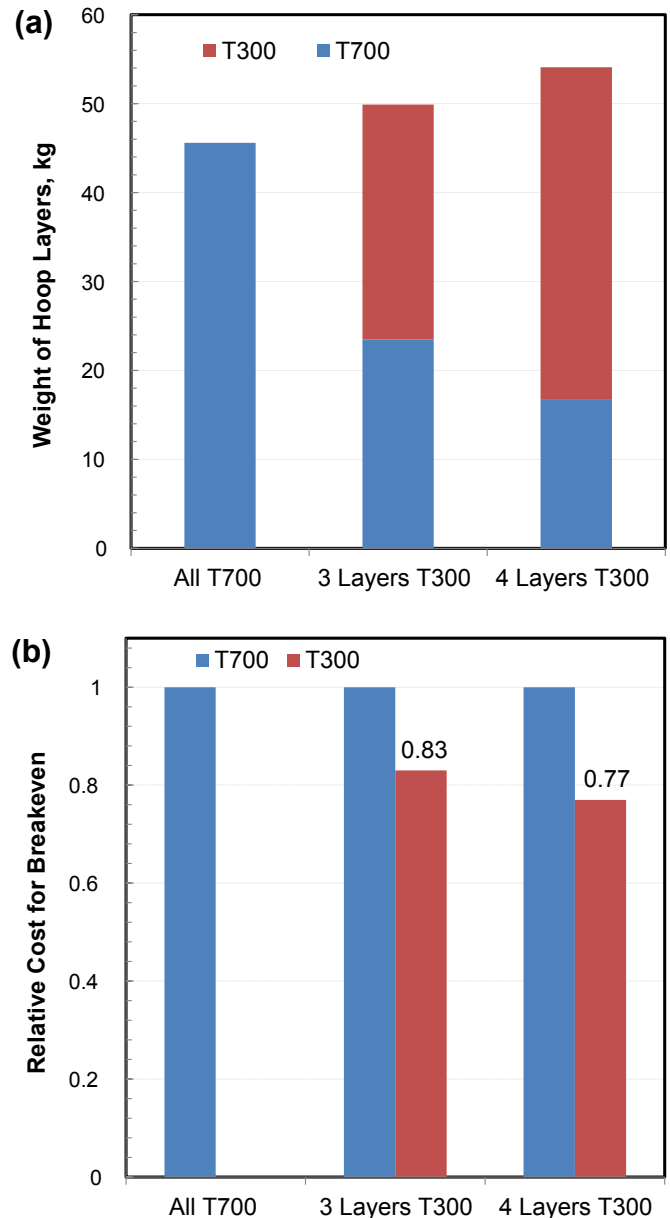 (a)
T300 T700
Weight of Hoop Layers, kg
60
50
40
30
20
10
0
All T700 3 Layers T300 4 Layers T300
(b)
T700 T300
Relative Cost for Breakeven
1
0.8
0.6
0.4
0.2
0
0.83
0.77
All T700 3 Layers T300 4 Layers T300